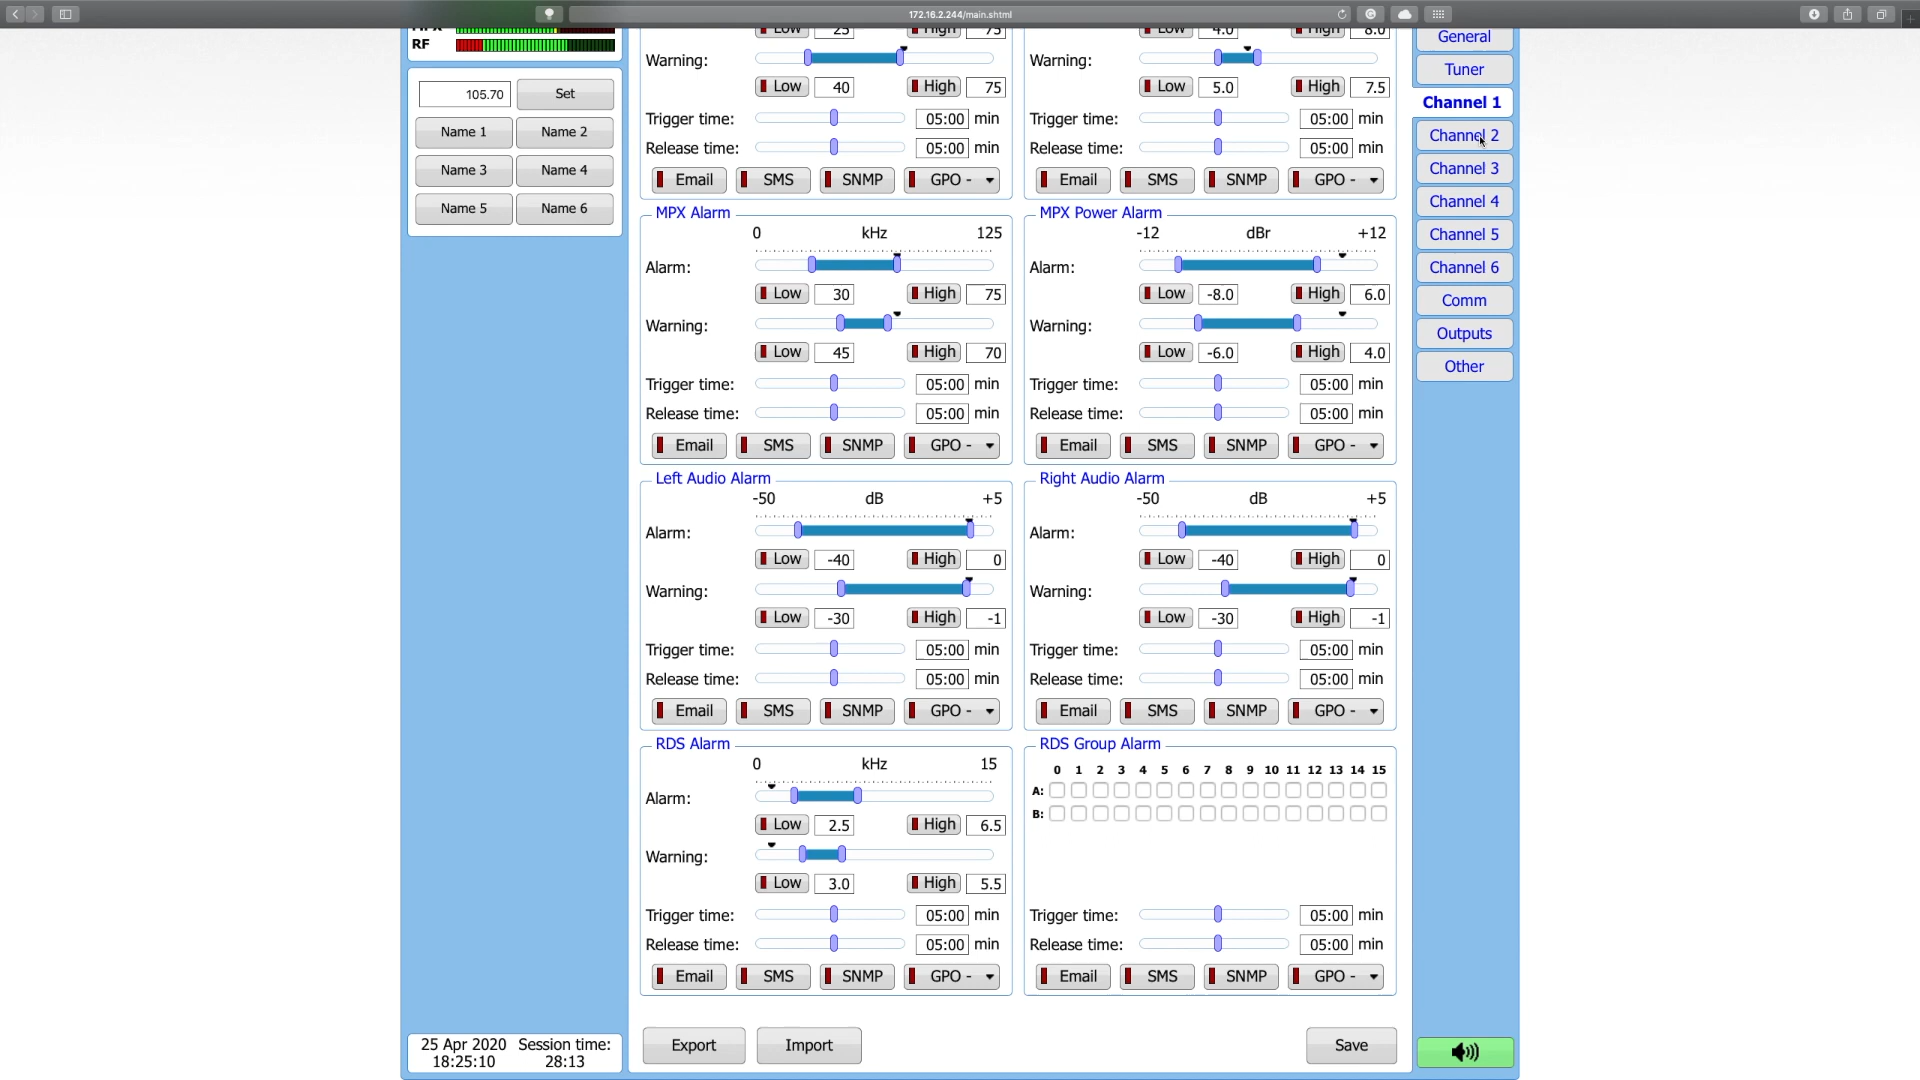 172.16.2.244/main.shtml
RF
105.70 Set
Name 1 Name 2
Name 3 Name 4
Name 5 Name 6
25 Apr 2020 Session time:
18:25:10 28:13
Low 25 High 75
Warning:
Low 40 High 75
Trigger time: 05:00 min
Release time: 05:00 min
Email SMS SNMP GPO -
Low 4.0 High 8.0
Warning:
Low 5.0 High 7.5
Trigger time: 05:00 min
Release time: 05:00 min
Email SMS SNMP GPO -
MPX Alarm
0 kHz 125
Alarm:
Low 30 High 75
Warning:
Low 45 High 70
Trigger time: 05:00 min
Release time: 05:00 min
Email SMS SNMP GPO -
MPX Power Alarm
-12 dBr +12
Alarm:
Low -8.0 High 6.0
Warning:
Low -6.0 High 4.0
Trigger time: 05:00 min
Release time: 05:00 min
Email SMS SNMP GPO -
Left Audio Alarm
-50 dB +5
Alarm:
Low -40 High 0
Warning:
Low -30 High -1
Trigger time: 05:00 min
Release time: 05:00 min
Email SMS SNMP GPO -
Right Audio Alarm
-50 dB +5
Alarm:
Low -40 High 0
Warning:
Low -30 High -1
Trigger time: 05:00 min
Release time: 05:00 min
Email SMS SNMP GPO -
RDS Alarm
0 kHz 15
Alarm:
Low 2.5 High 6.5
Warning:
Low 3.0 High 5.5
Trigger time: 05:00 min
Release time: 05:00 min
Email SMS SNMP GPO -
RDS Group Alarm
0 1 2 3 4 5 6 7 8 9 10 11 12 13 14 15
A:
B:
Trigger time: 05:00 min
Release time: 05:00 min
Email SMS SNMP GPO -
Export Import Save
General
Tuner
Channel 1
Channel 2
Channel 3
Channel 4
Channel 5
Channel 6
Comm
Outputs
Other